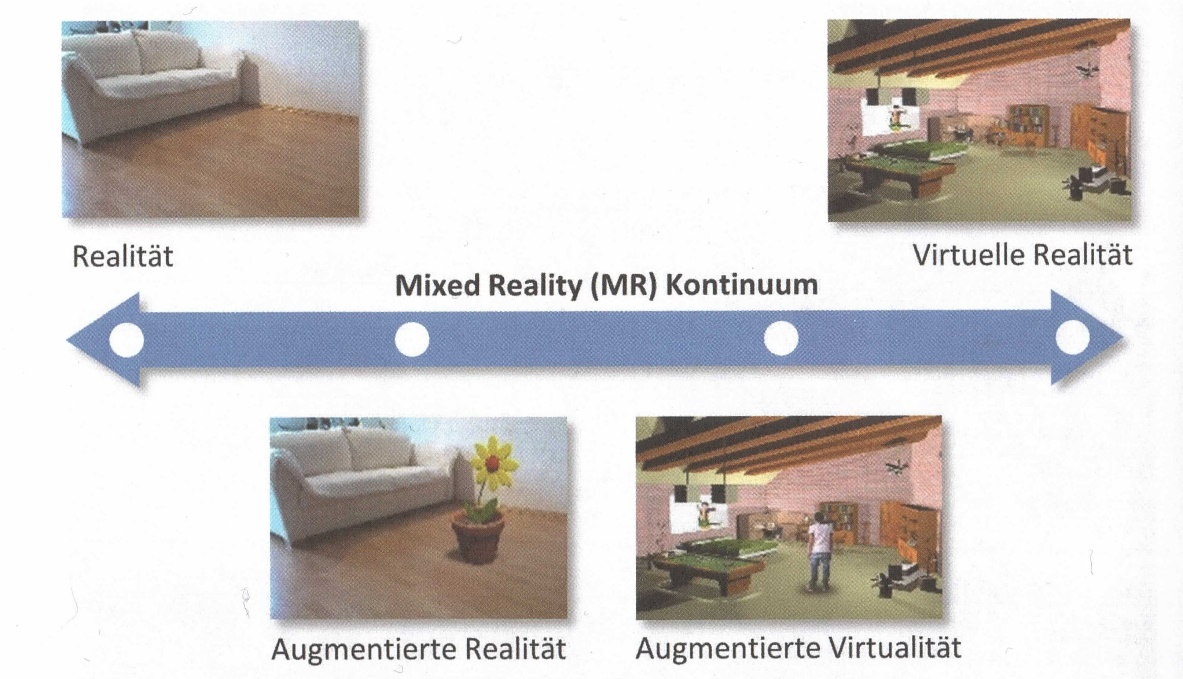 Realität
Virtuelle Realität
Mixed Reality (MR) Kontinuum
Augmentierte Realität
Augmentierte Virtualität